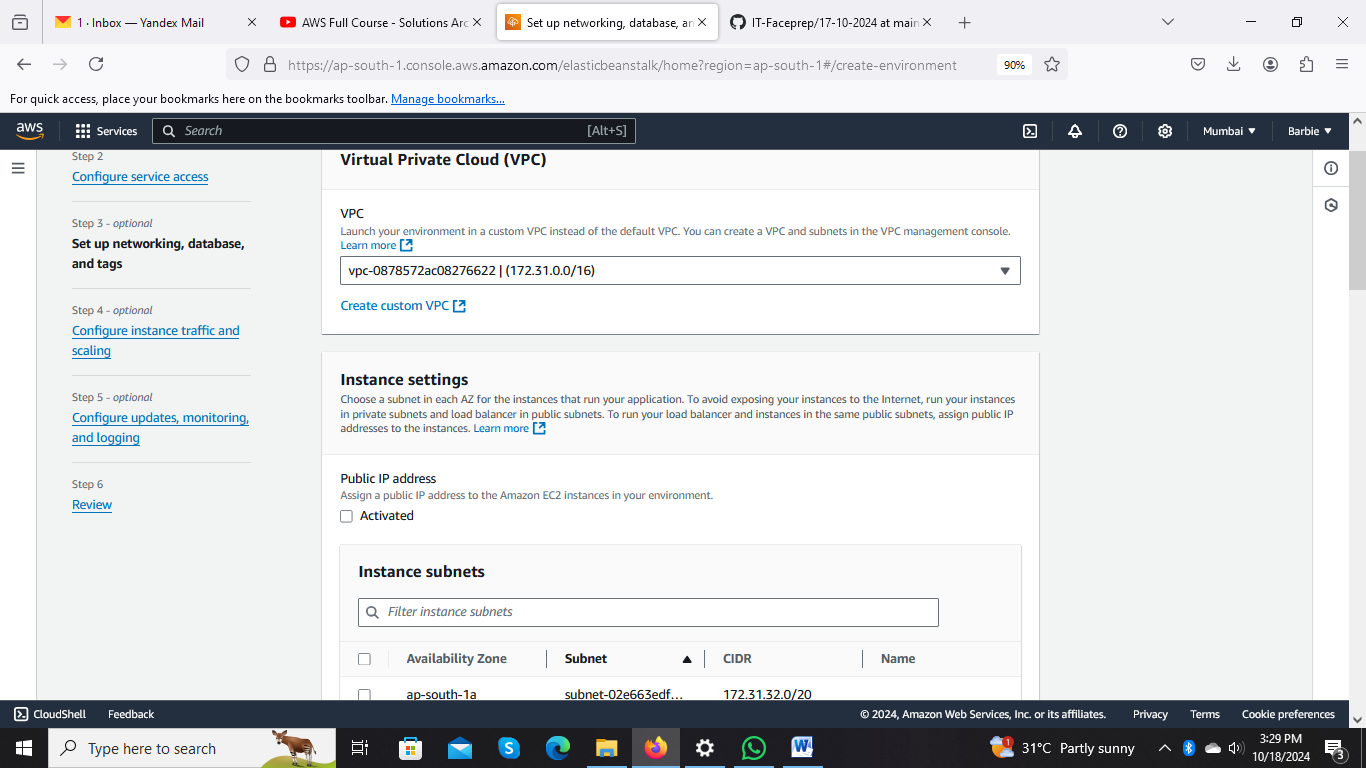 1 · Inbox — Yandex Mail
AWS Full Course - Solutions Arc
Set up networking, database, an
IT-Faceprep/17-10-2024 at main
https://ap-south-1.console.aws.amazon.com/elasticbeanstalk/home?region=ap-south-1#/create-environment
90%
For quick access, place your bookmarks here on the bookmarks toolbar. Manage bookmarks...
aws
Services
Search
[Alt+S]
Mumbai
Barbie
Step 2
Configure service access
Step 3 - optional
Set up networking, database,
and tags
Step 4 - optional
Configure instance traffic and
scaling
Step 5 - optional
Configure updates, monitoring,
and logging
Step 6
Review
Virtual Private Cloud (VPC)
VPC
Launch your environment in a custom VPC instead of the default VPC. You can create a VPC and subnets in the VPC management console.
Learn more
vpc-0878572ac08276622 | (172.31.0.0/16)
Create custom VPC
Instance settings
Choose a subnet in each AZ for the instances that run your application. To avoid exposing your instances to the Internet, run your instances
in private subnets and load balancer in public subnets. To run your load balancer and instances in the same public subnets, assign public IP
addresses to the instances. Learn more
Public IP address
Assign a public IP address to the Amazon EC2 instances in your environment.
Activated
Instance subnets
Filter instance subnets
Availability Zone
Subnet
CIDR
Name
ap-south-1a
subnet-02e663edf...
172.31.32.0/20
CloudShell
Feedback
© 2024, Amazon Web Services, Inc. or its affiliates.
Privacy
Terms
Cookie preferences
Type here to search
1
31°C Partly sunny
3:29 PM
10/18/2024
3